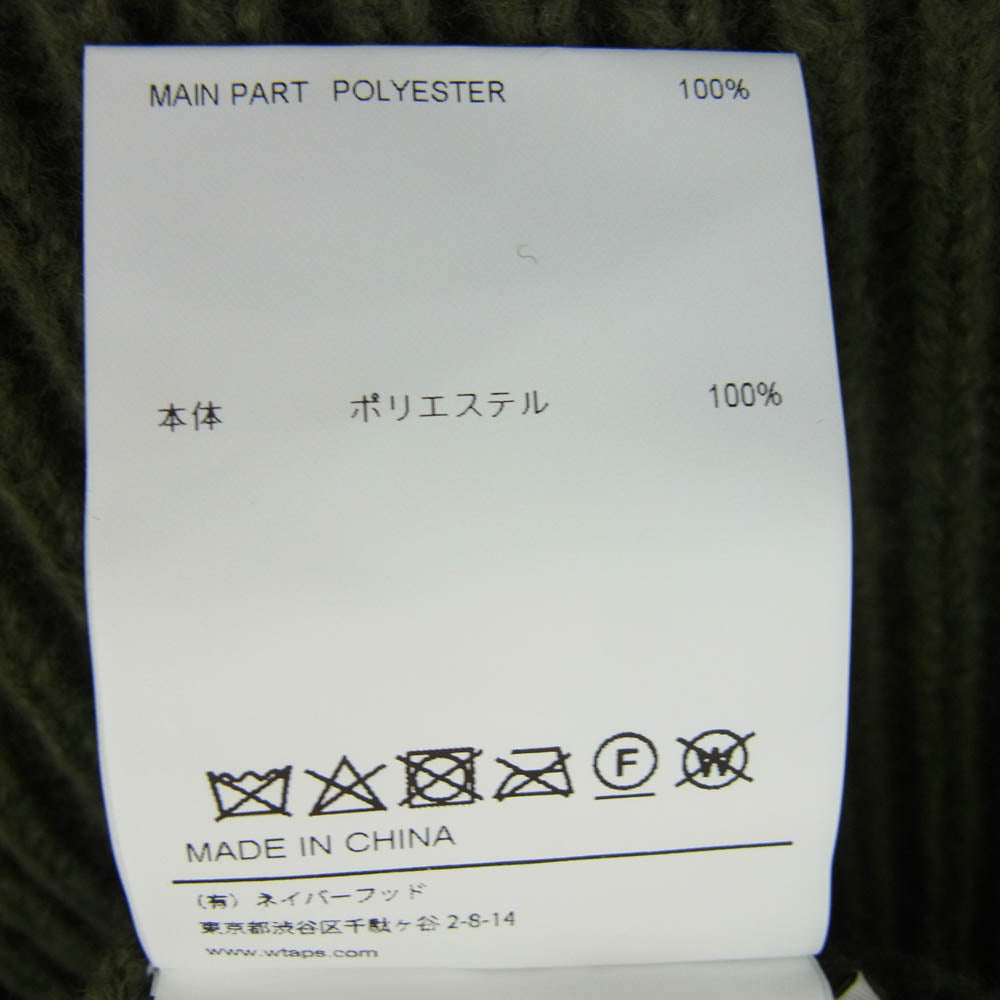 MAIN PART POLYESTER 100%
本体 ポリエステル 100%
F W
MADE IN CHINA
(有) ネイバーフッド
東京都渋谷区千駄ヶ谷 2-8-14
www.wtaps.com